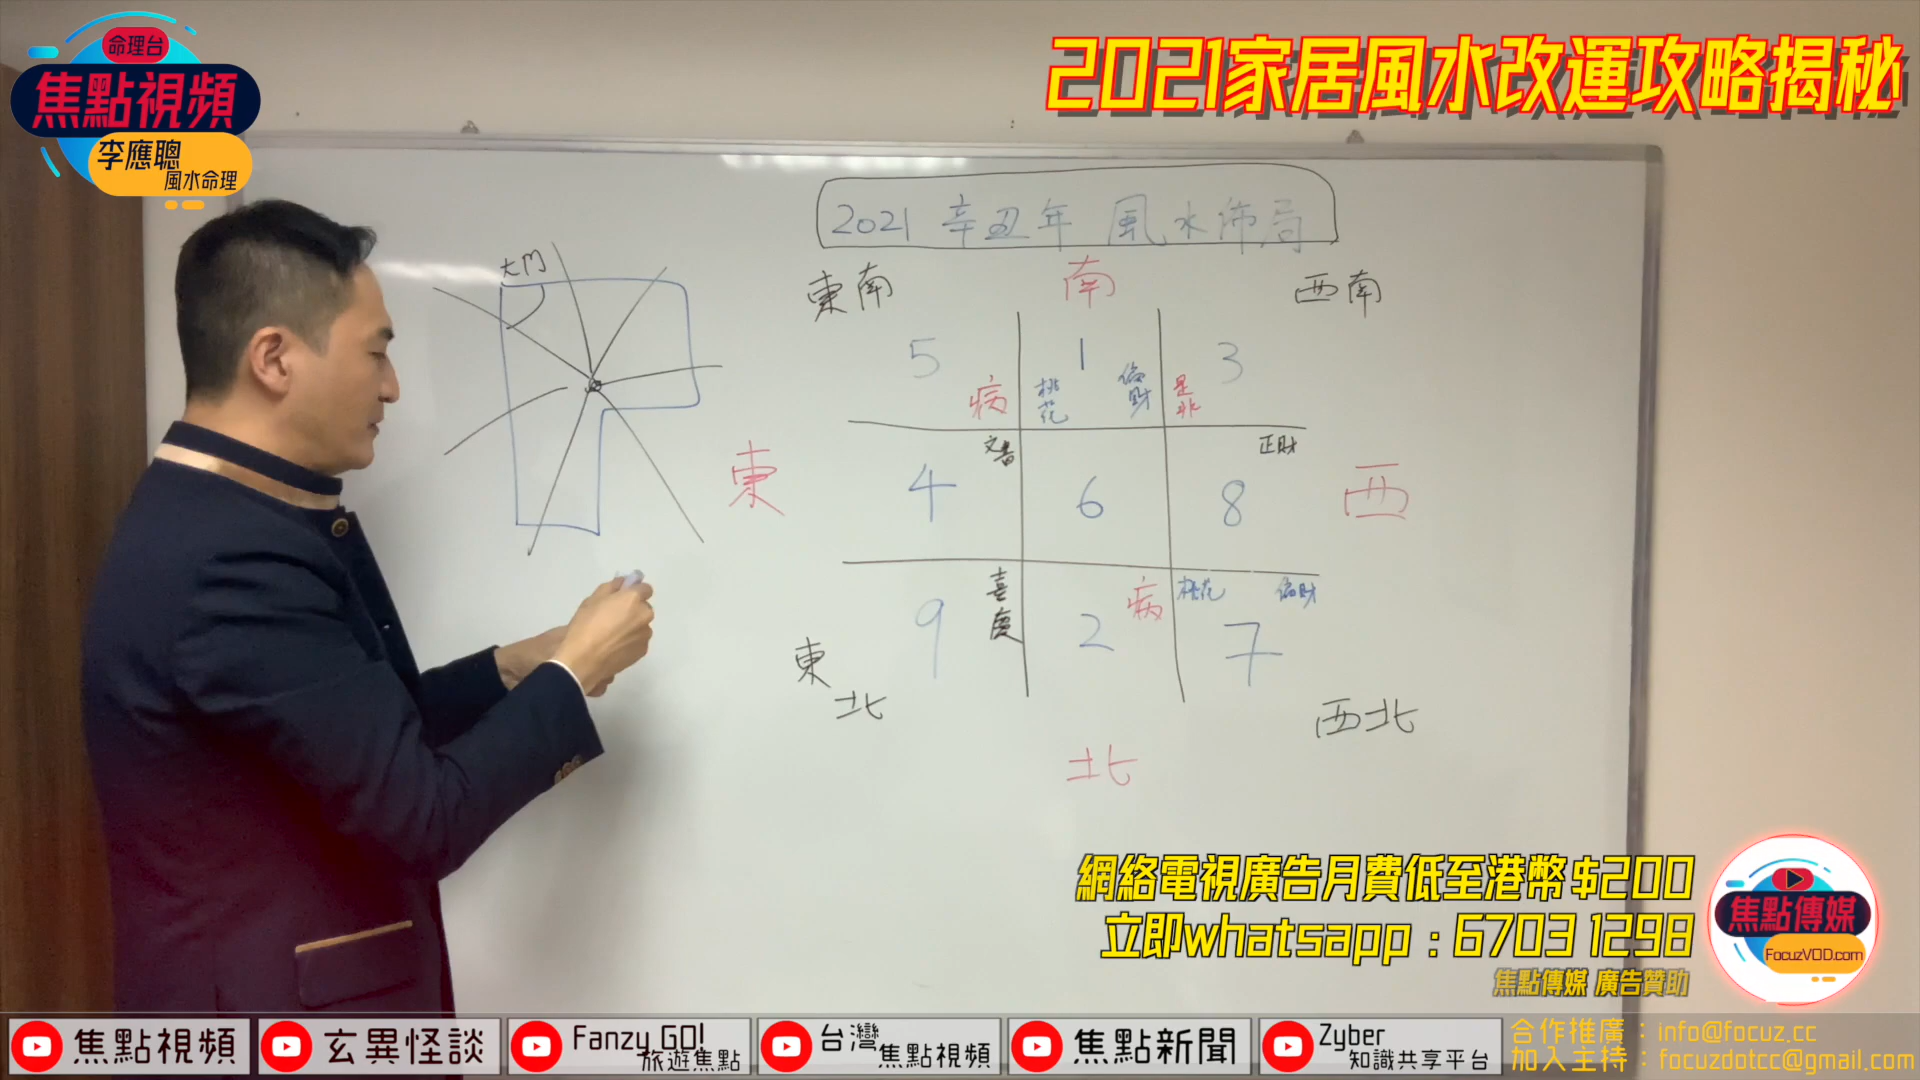 命理台
焦點視頻
李應聰
風水命理
2021家居風水改運攻略揭秘
2021 辛丑年 風水佈局
大門
東南
南
西南
5
病
1
桃花
偏財
3
是非
東
4
文昌
6
8
正財
西
9
喜慶
2
病
7
桃花
偏財
東北
北
西北
網絡電視廣告月費低至港幣$200
立即whatsapp：6703 1298
焦點傳媒 廣告贊助
焦點傳媒
FocuzVOD.com
焦點視頻
玄異怪談
Fanzy GO!
旅遊焦點
台灣
焦點視頻
焦點新聞
Zyber
知識共享平台
合作推廣：info@focuz.cc
加入主持：focuzdotcc@gmail.com